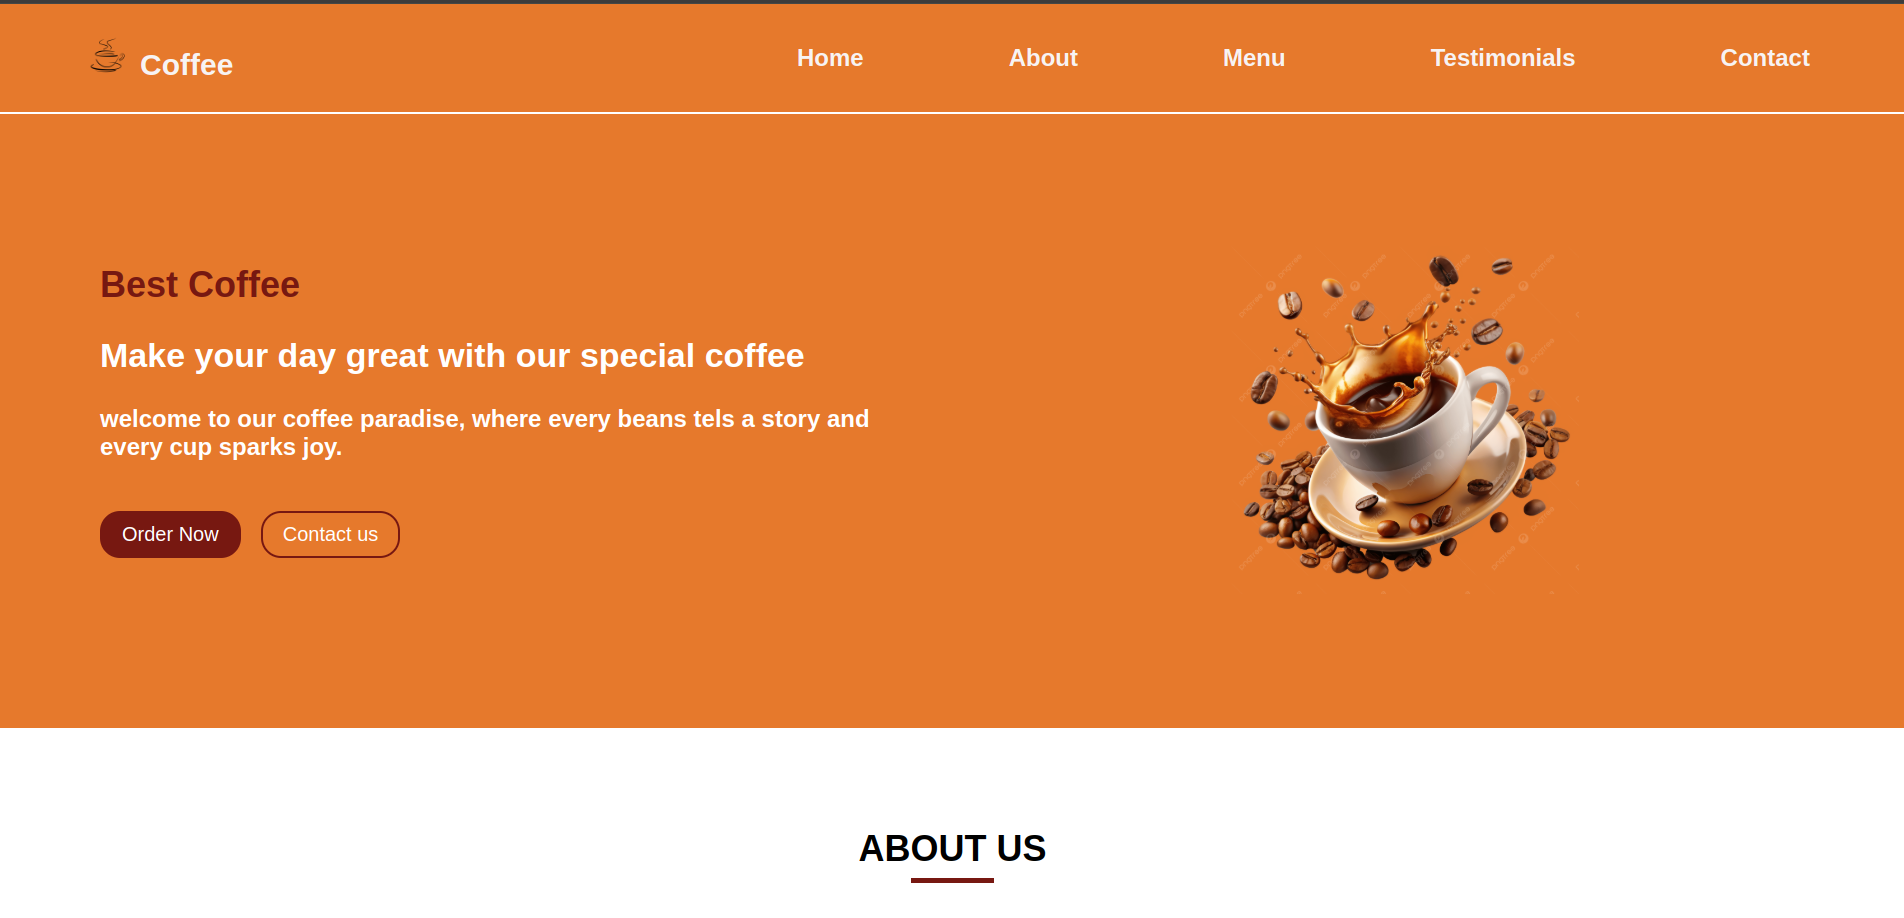 Coffee
Home
About
Menu
Testimonials
Contact
Best Coffee
Make your day great with our special coffee
welcome to our coffee paradise, where every beans tells a story and
every cup sparks joy.
Order Now
Contact us
ABOUT US